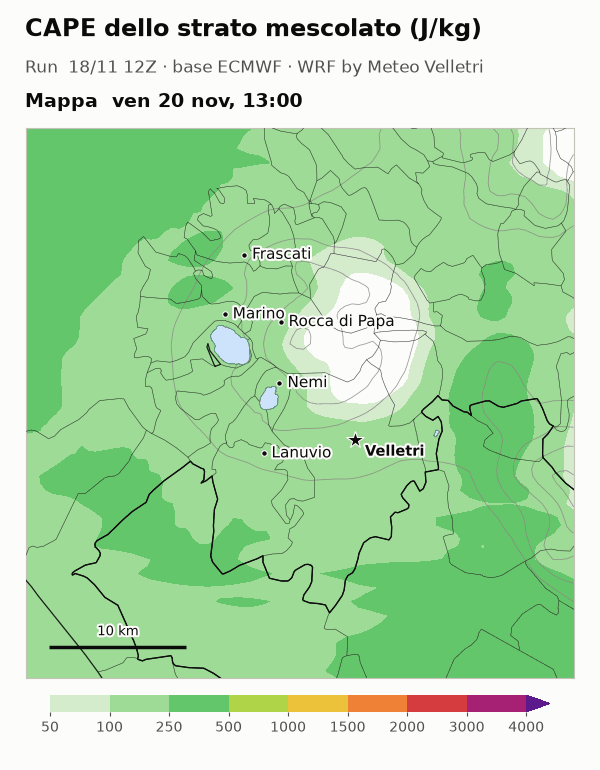 CAPE dello strato mescolato (J/kg)
Run  18/11 12Z · base ECMWF · WRF by Meteo Velletri
Mappa  ven 20 nov, 13:00
Frascati
Marino
Rocca di Papa
Nemi
Velletri
Lanuvio
10 km
50 100 250 500 1000 1500 2000 3000 4000